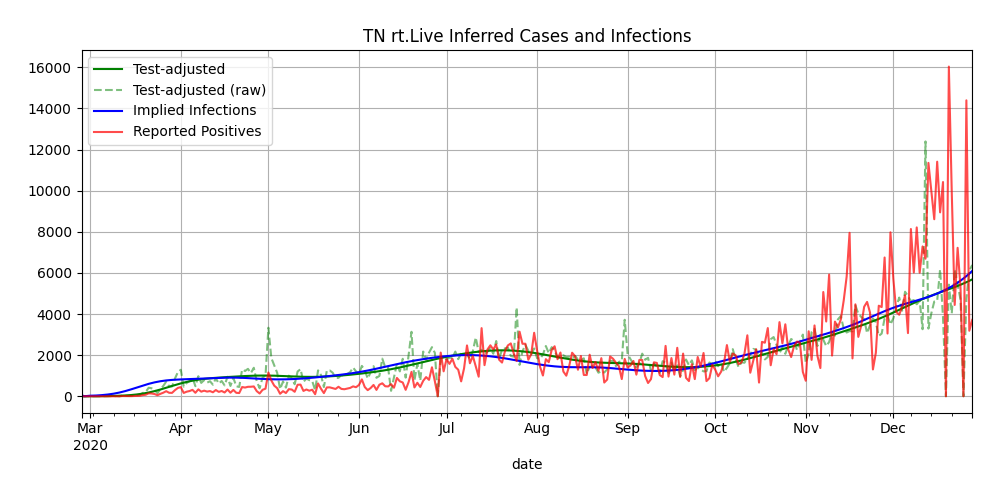 TN rt.Live Inferred Cases and Infections
Test-adjusted
Test-adjusted (raw)
Implied Infections
Reported Positives
16000
14000
12000
10000
8000
6000
4000
2000
0
Mar Apr May Jun Jul Aug Sep Oct Nov Dec
2020
date